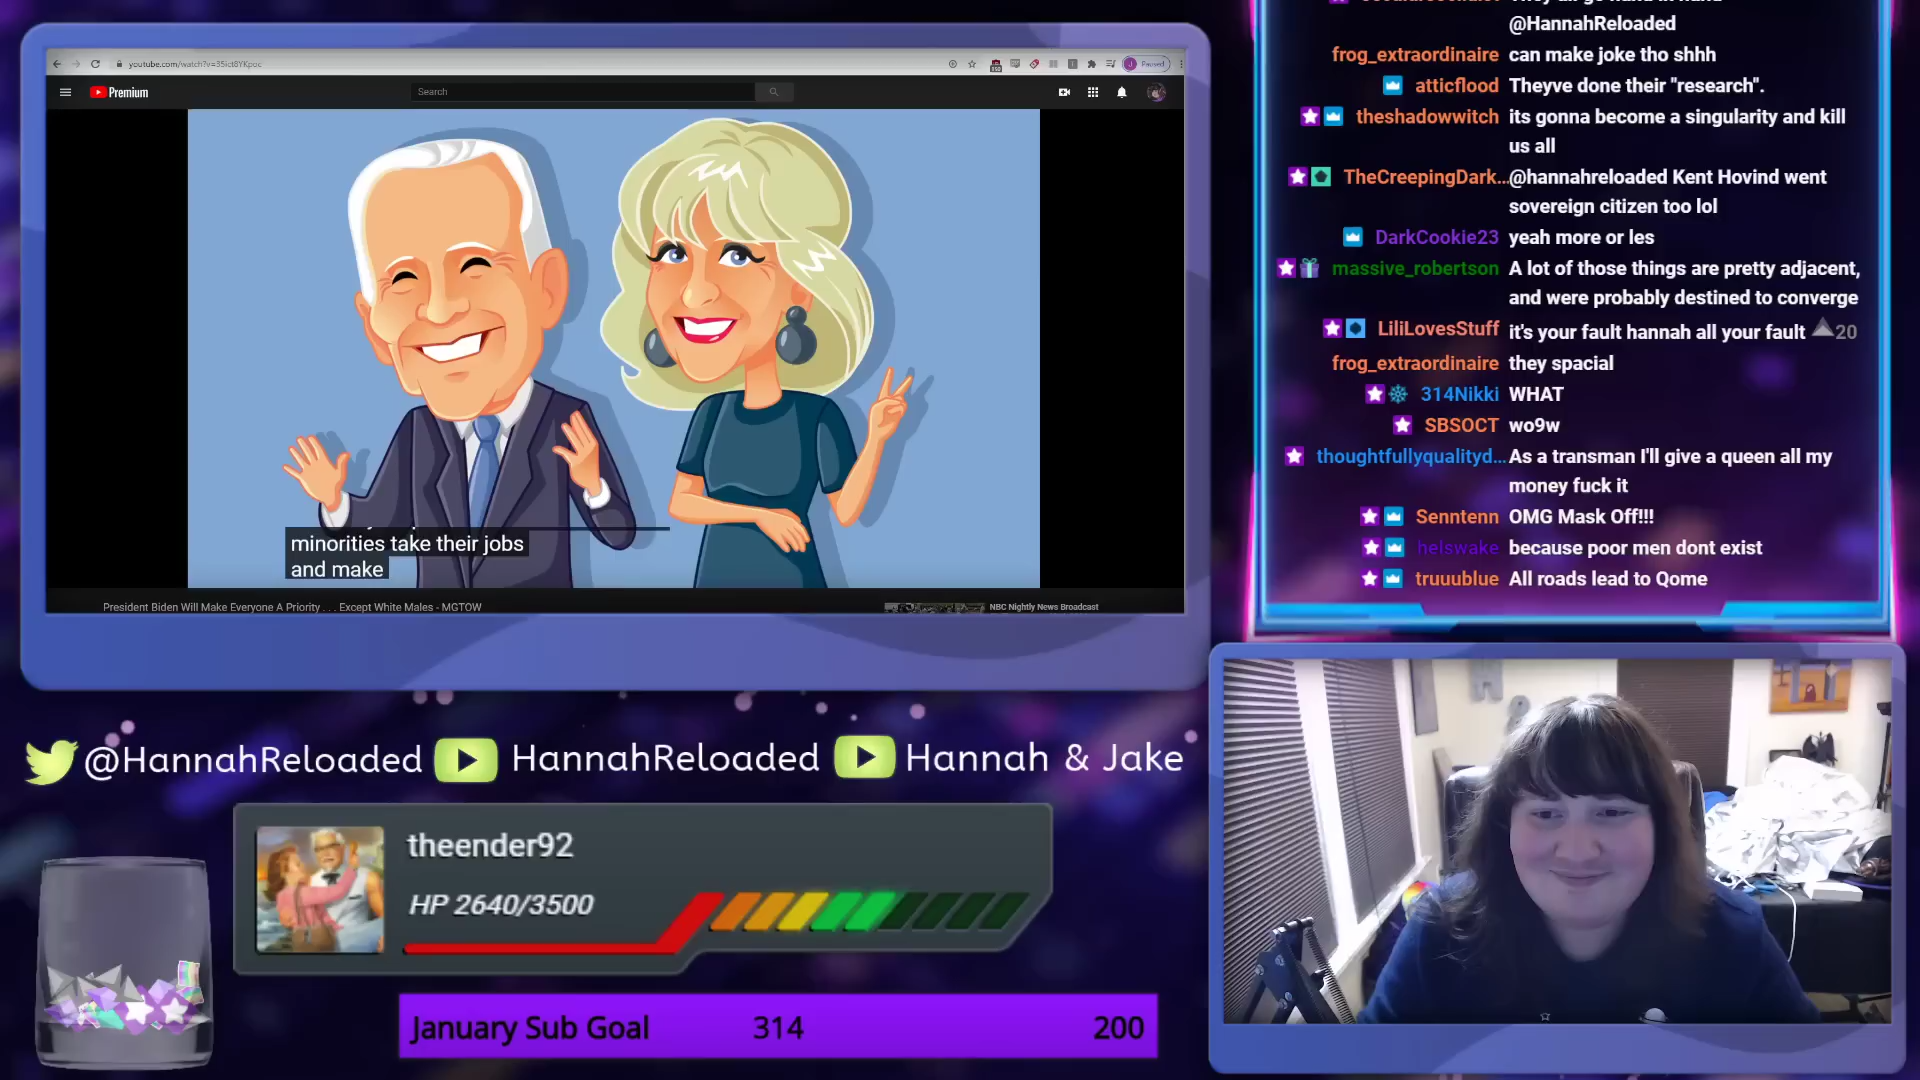 youtube.com/watch?v=35ict8YKpoc
Paused
Premium
Search
minorities take their jobs
and make
President Biden Will Make Everyone A Priority . . . Except White Males - MGTOW
NBC Nightly News Broadcast
@HannahReloaded
frog_extraordinaire can make joke tho shhh
atticflood Theyve done their "research".
theshadowwitch its gonna become a singularity and kill
us all
TheCreepingDark... @hannahreloaded Kent Hovind went
sovereign citizen too lol
DarkCookie23 yeah more or les
massive_robertson A lot of those things are pretty adjacent,
and were probably destined to converge
LiliLovesStuff it's your fault hannah all your fault 20
frog_extraordinaire they spacial
314Nikki WHAT
SBSOCT wo9w
thoughtfullyqualityd... As a transman I'll give a queen all my
money fuck it
Senntenn OMG Mask Off!!!
helswake because poor men dont exist
truuublue All roads lead to Qome
@HannahReloaded HannahReloaded Hannah & Jake
theender92
HP 2640/3500
January Sub Goal 314 200